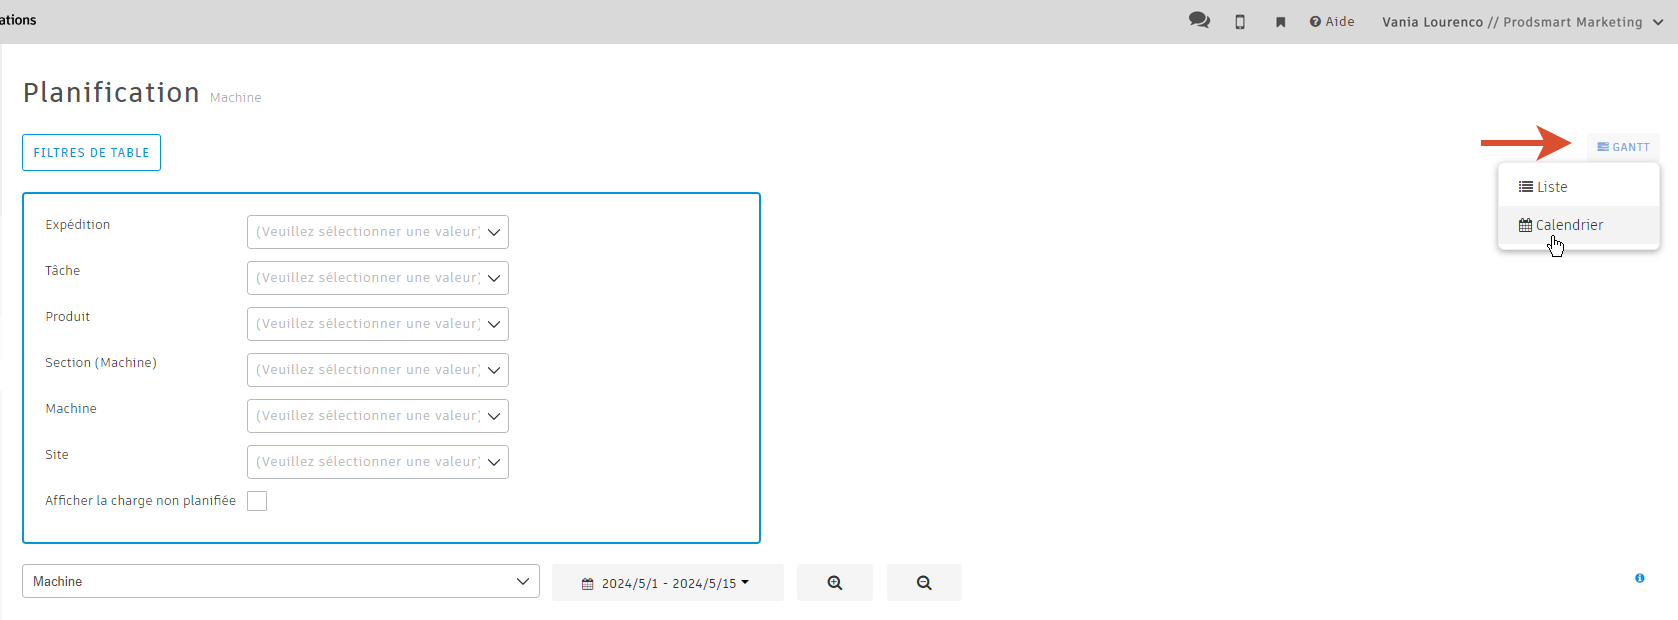 ations
Aide
Vania Lourenco // Prodsmart Marketing
Planification Machine
FILTRES DE TABLE
GANTT
Liste
Calendrier
Expédition (Veuillez sélectionner une valeur)
Tâche (Veuillez sélectionner une valeur)
Produit (Veuillez sélectionner une valeur)
Section (Machine) (Veuillez sélectionner une valeur)
Machine (Veuillez sélectionner une valeur)
Site (Veuillez sélectionner une valeur)
Afficher la charge non planifiée
Machine
2024/5/1 - 2024/5/15